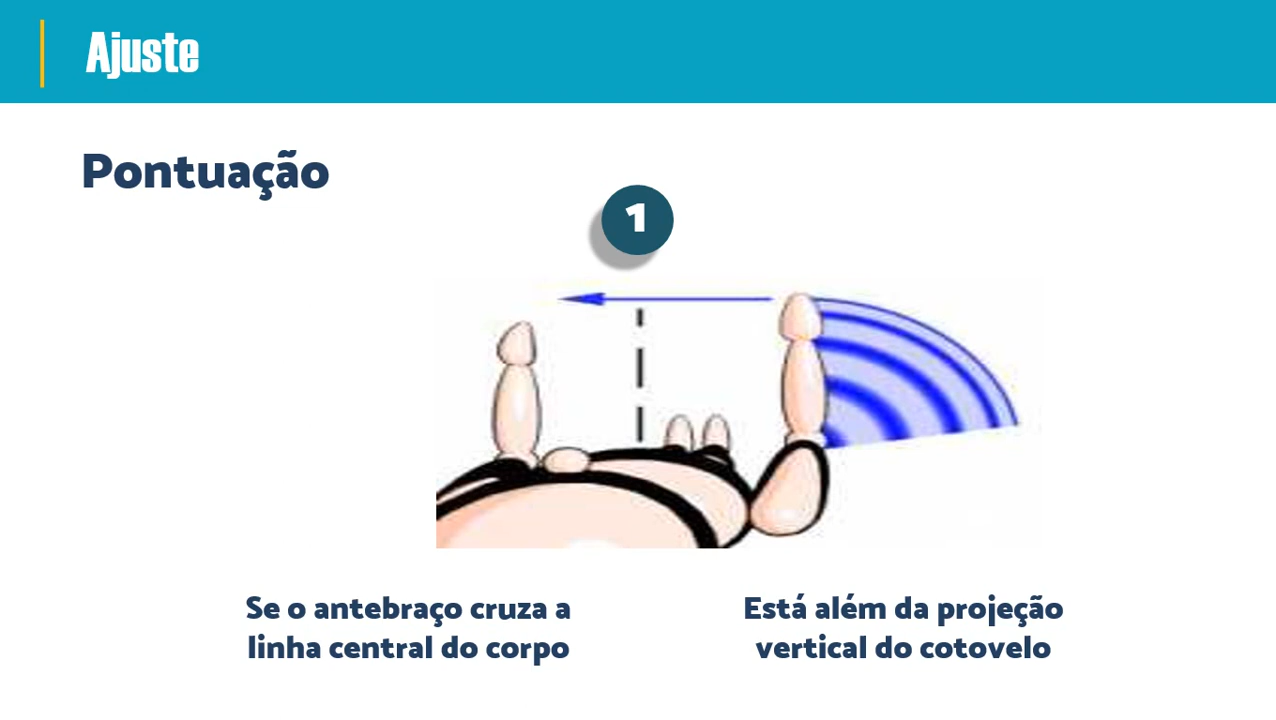 Ajuste
Pontuação
1
Se o antebraço cruza a
linha central do corpo
Está além da projeção
vertical do cotovelo